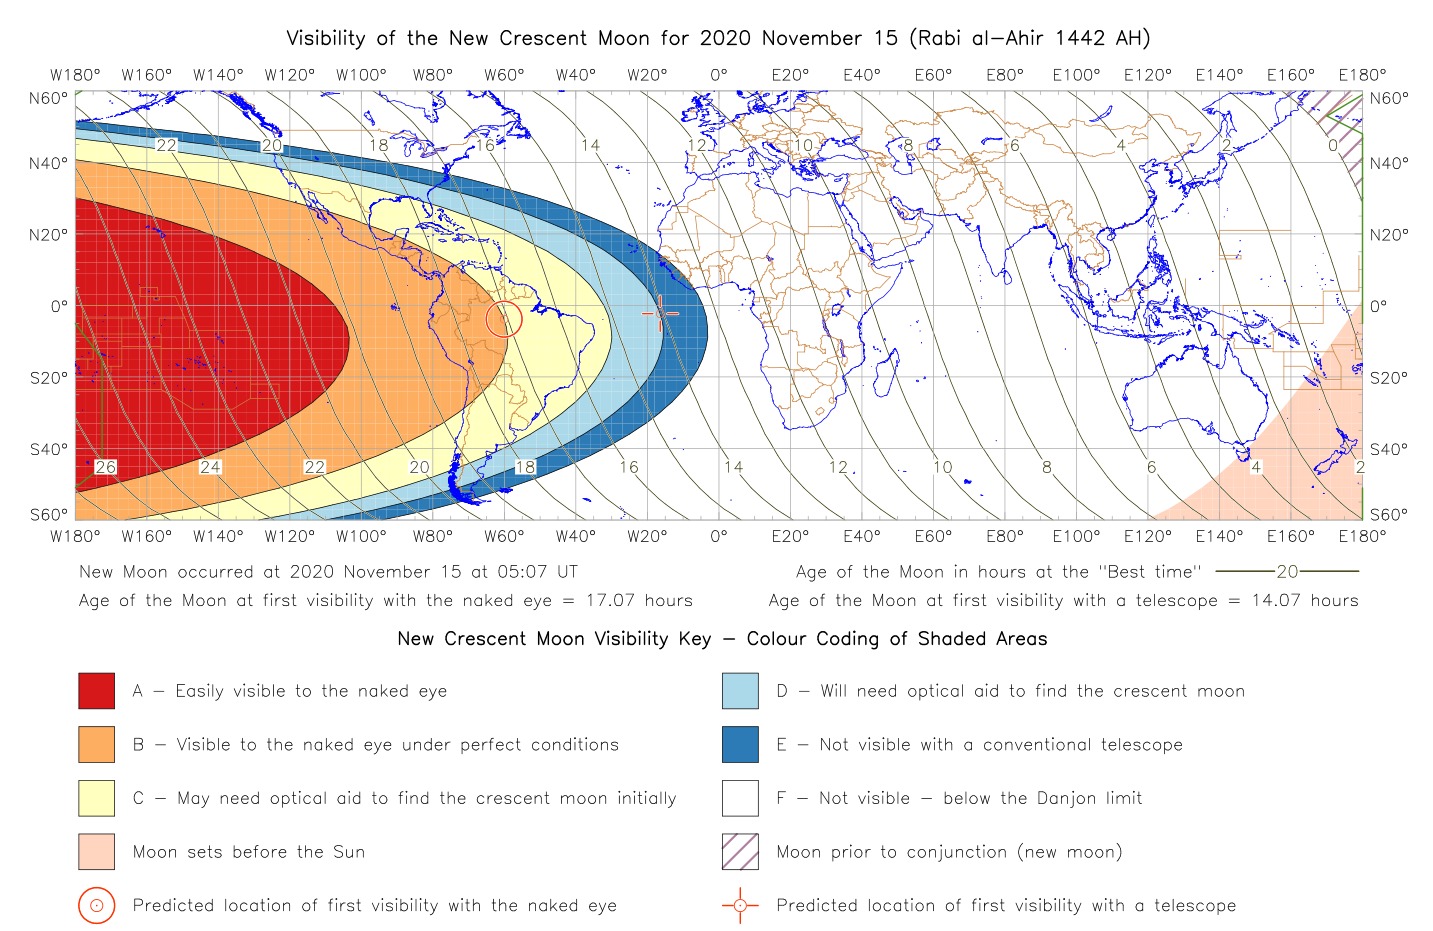 Visibility of the New Crescent Moon for 2020 November 15 (Rabi al-Ahir 1442 AH)
W180° W160° W140° W120° W100° W80° W60° W40° W20° 0° E20° E40° E60° E80° E100° E120° E140° E160° E180°
N60° N60°
22 20 18 16 14 12 10 8 6 4 2 0
N40° N40°
N20° N20°
0° 0°
S20° S20°
S40° S40°
26 24 22 20 18 16 14 12 10 8 6 4 2
S60° S60°
W180° W160° W140° W120° W100° W80° W60° W40° W20° 0° E20° E40° E60° E80° E100° E120° E140° E160° E180°
New Moon occurred at 2020 November 15 at 05:07 UT
Age of the Moon in hours at the "Best time" 20
Age of the Moon at first visibility with the naked eye = 17.07 hours
Age of the Moon at first visibility with a telescope = 14.07 hours
New Crescent Moon Visibility Key - Colour Coding of Shaded Areas
A - Easily visible to the naked eye
D - Will need optical aid to find the crescent moon
B - Visible to the naked eye under perfect conditions
E - Not visible with a conventional telescope
C - May need optical aid to find the crescent moon initially
F - Not visible - below the Danjon limit
Moon sets before the Sun
Moon prior to conjunction (new moon)
Predicted location of first visibility with the naked eye
Predicted location of first visibility with a telescope